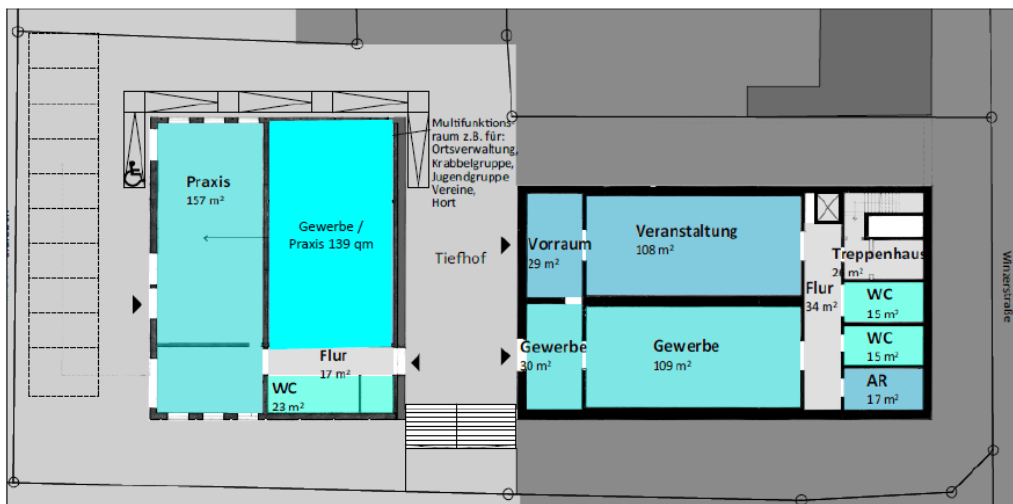 Praxis
157 m²
Gewerbe /
Praxis 139 qm
Multifunktions-
raum z.B. für:
Ortsverwaltung,
Krabbelgruppe,
Jugendgruppe
Vereine,
Hort
Tiefhof
Flur
17 m²
WC
23 m²
Vorraum
29 m²
Veranstaltung
108 m²
Gewerbe
30 m²
Gewerbe
109 m²
Flur
34 m²
Treppenhaus
26 m²
WC
15 m²
WC
15 m²
AR
17 m²
Winzerstraße